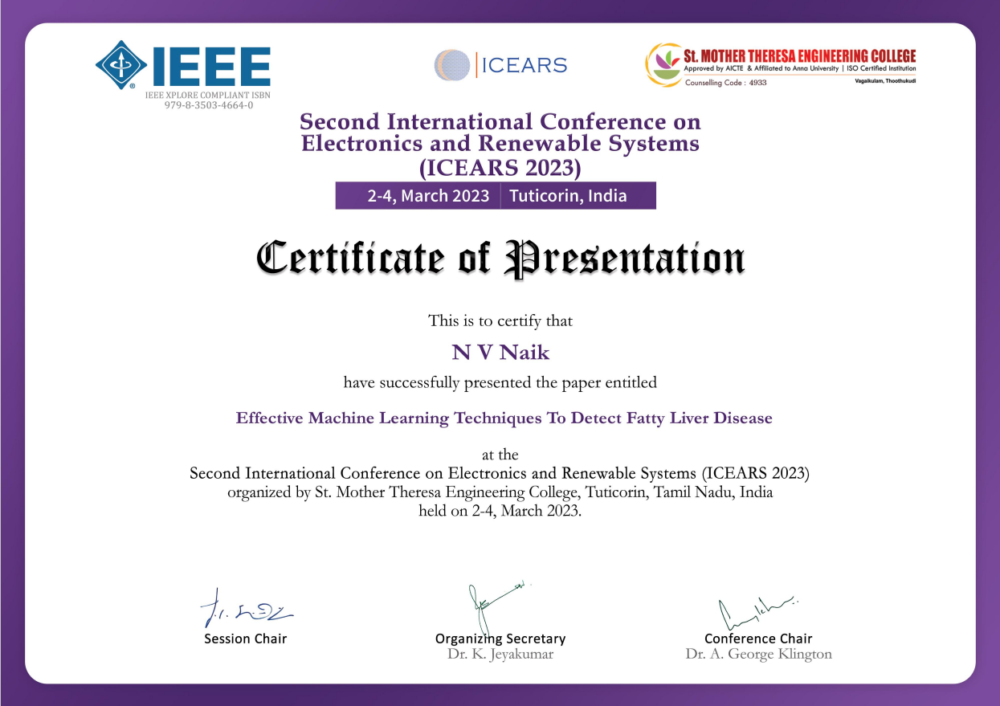 IEEE
IEEE XPLORE COMPLIANT ISBN
979-8-3503-4664-0
ICEARS
St. MOTHER THERESA ENGINEERING COLLEGE
Approved by AICTE & Affiliated to Anna University | ISO Certified Institution
Counselling Code : 4933
Vagaikulam, Thoothukudi
Second International Conference on
Electronics and Renewable Systems
(ICEARS 2023)
2-4, March 2023 | Tuticorin, India
Certificate of Presentation
This is to certify that
N V Naik
have successfully presented the paper entitled
Effective Machine Learning Techniques To Detect Fatty Liver Disease
at the
Second International Conference on Electronics and Renewable Systems (ICEARS 2023)
organized by St. Mother Theresa Engineering College, Tuticorin, Tamil Nadu, India
held on 2-4, March 2023.
Session Chair
Organizing Secretary
Dr. K. Jeyakumar
Conference Chair
Dr. A. George Klington